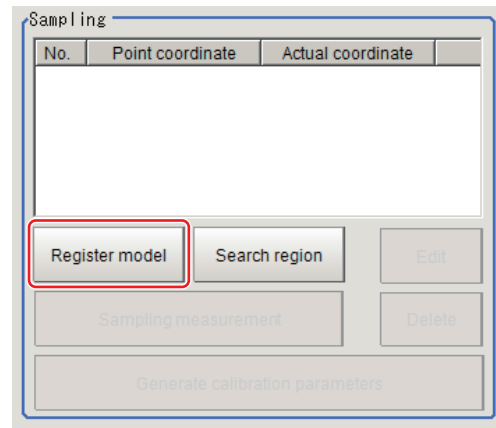 Sampling
No. Point coordinate Actual coordinate
Register model Search region Edit
Sampling measurement Delete
Generate calibration parameters